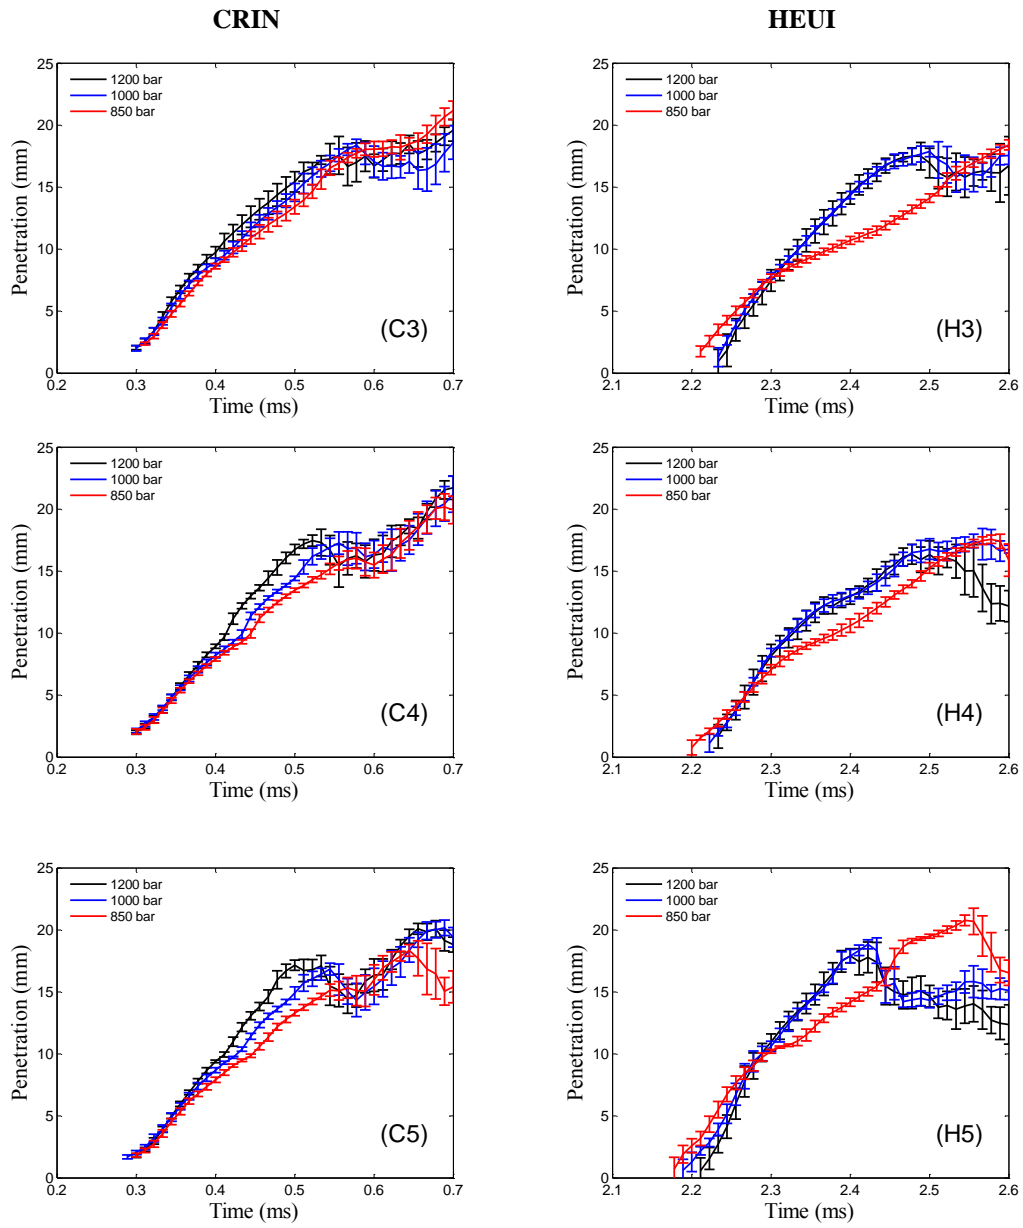 CRIN HEUI
25
20
15
10
5
0
Penetration (mm)
1200 bar
1000 bar
850 bar
(C3)
0.2 0.3 0.4 0.5 0.6 0.7
Time (ms)
25
20
15
10
5
0
Penetration (mm)
1200 bar
1000 bar
850 bar
(H3)
2.1 2.2 2.3 2.4 2.5 2.6
Time (ms)
25
20
15
10
5
0
Penetration (mm)
1200 bar
1000 bar
850 bar
(C4)
0.2 0.3 0.4 0.5 0.6 0.7
Time (ms)
25
20
15
10
5
0
Penetration (mm)
1200 bar
1000 bar
850 bar
(H4)
2.1 2.2 2.3 2.4 2.5 2.6
Time (ms)
25
20
15
10
5
0
Penetration (mm)
1200 bar
1000 bar
850 bar
(C5)
0.2 0.3 0.4 0.5 0.6 0.7
Time (ms)
25
20
15
10
5
0
Penetration (mm)
1200 bar
1000 bar
850 bar
(H5)
2.1 2.2 2.3 2.4 2.5 2.6
Time (ms)